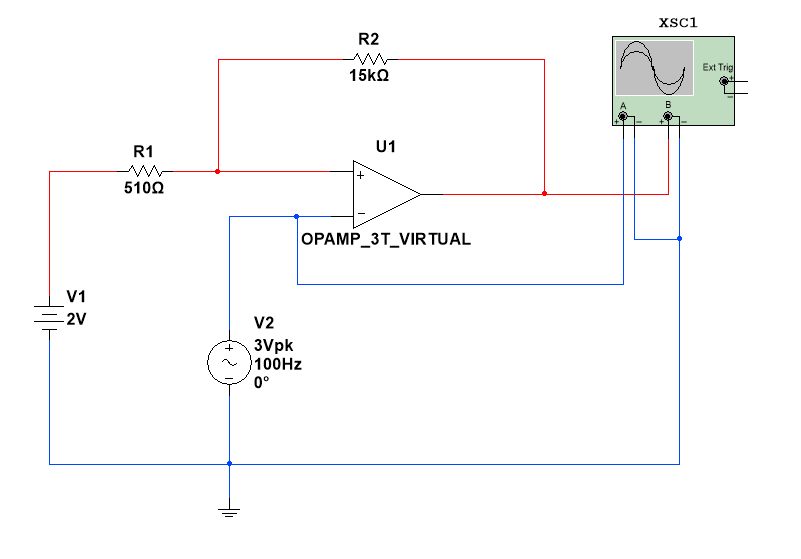 XSC1
R2
15kΩ
Ext Trig
+
−
A
B
+
−
+
−
R1
510Ω
U1
+
−
OPAMP_3T_VIRTUAL
V1
2V
V2
3Vpk
100Hz
0°
+
−